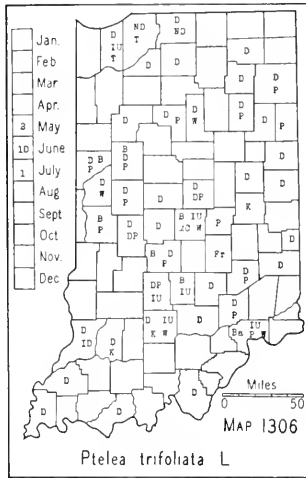 Jan.
Feb
Mar
Apr.
3 May
10 June
1 July
Aug
Sept
Oct
Nov.
Dec
D IU T
ND T
D
D ND
D
D
D P
D
D P
D W
D P
D P
D P B
B D P
D
D
D W
D P
D
D DP
D
K
B P
D DP
D
B IU JC W
P
D
B P D
D
Fr
D P
D
DP IU
B IU
D
D P
D ID
D K
D IU K W
D
Ba
IU P W
D
D
D
D
D
Miles
0 50
MAP 1306
Ptelea trifoliata L